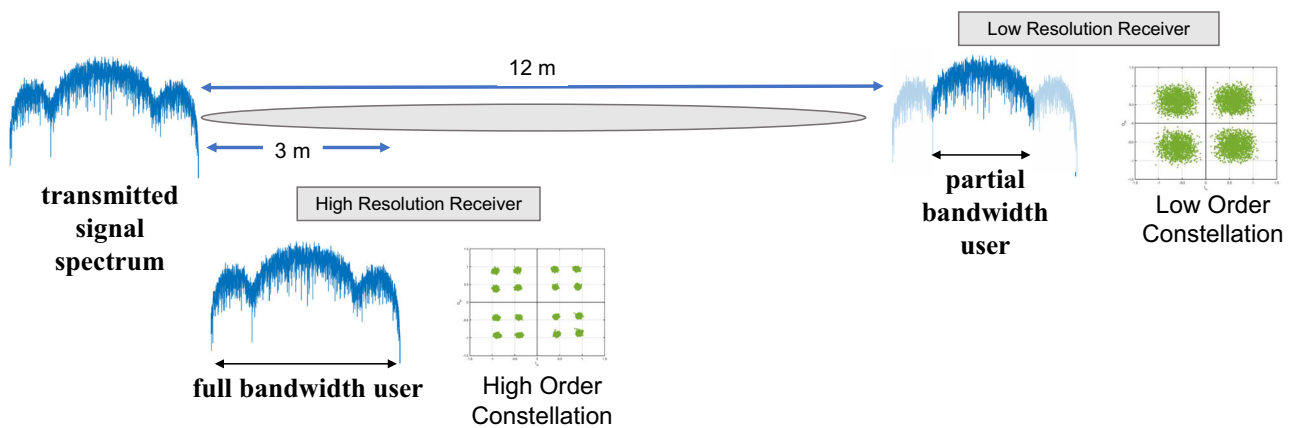 Low Resolution Receiver
12 m
3 m
transmitted
signal
spectrum
High Resolution Receiver
partial
bandwidth
user
Low Order
Constellation
full bandwidth user
High Order
Constellation